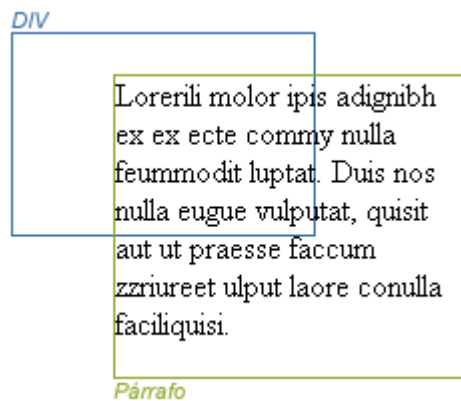 DIV
Lorerili molor ipis adignibh
ex ex ecte commy nulla
feummodit luptat. Duis nos
nulla eugue vulputat, quisit
aut ut praesse faccum
zzriureet ulput laore conulla
faciliquisi.
Párrafo